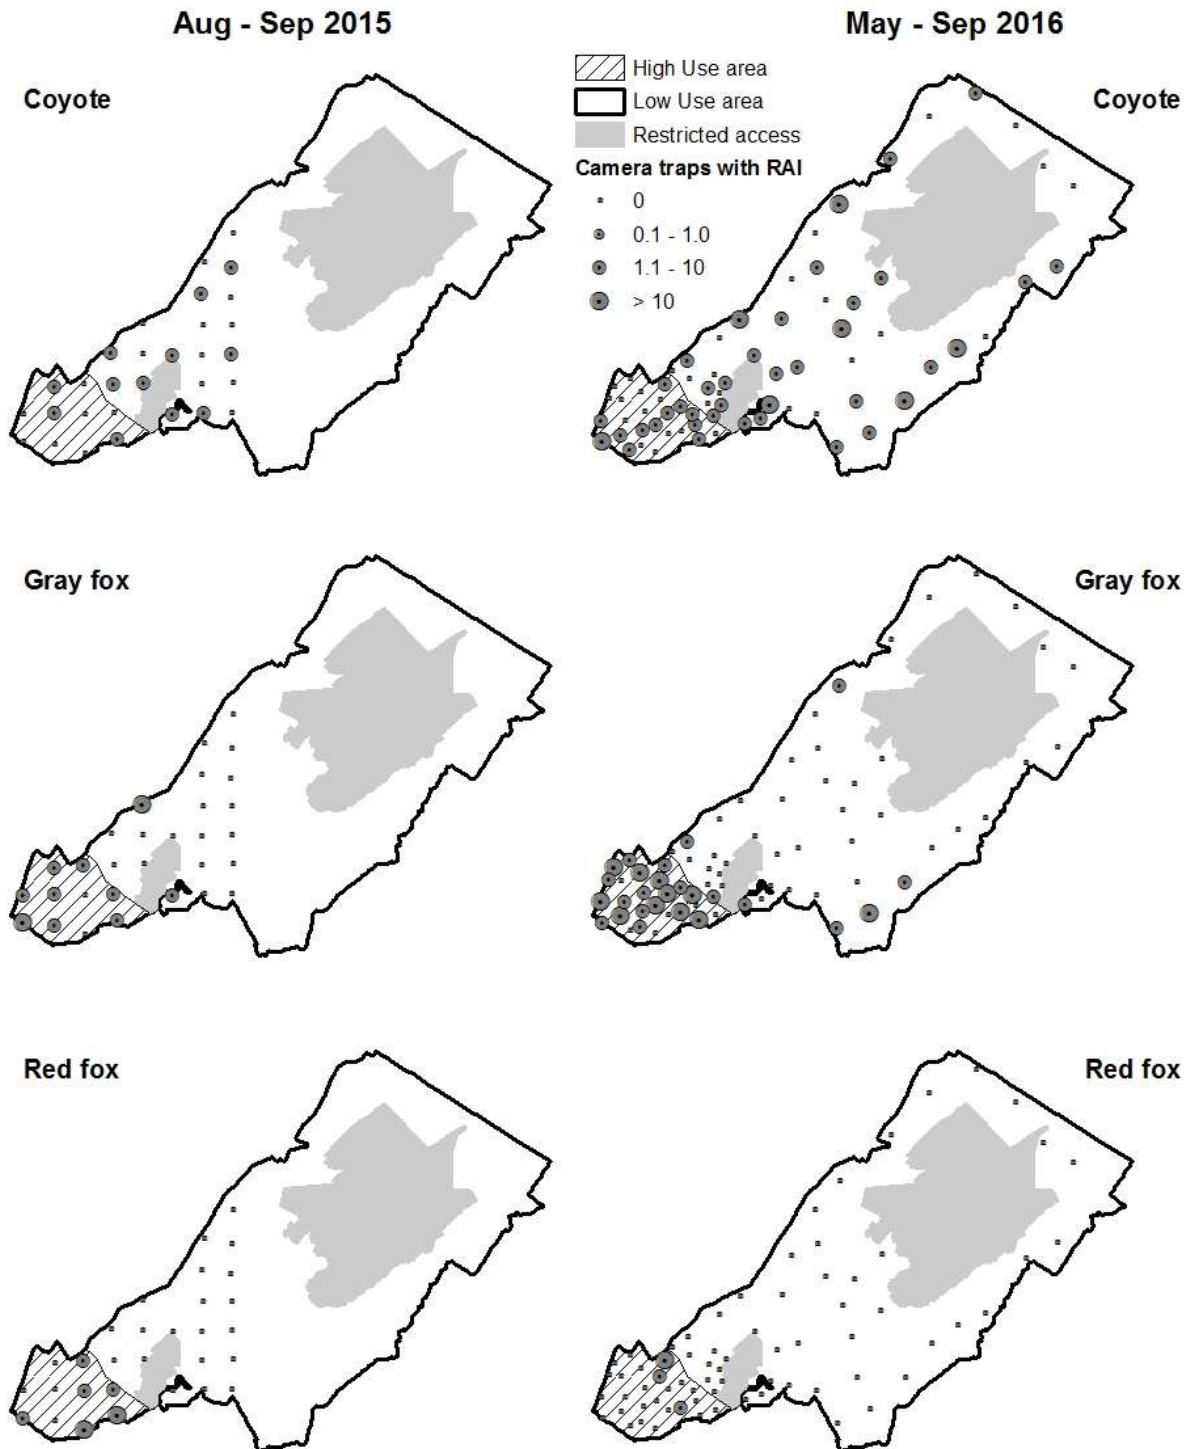 Aug - Sep 2015
May - Sep 2016
High Use area
Low Use area
Restricted access
Camera traps with RAI
0
0.1 - 1.0
1.1 - 10
> 10
Coyote
Coyote
Gray fox
Gray fox
Red fox
Red fox